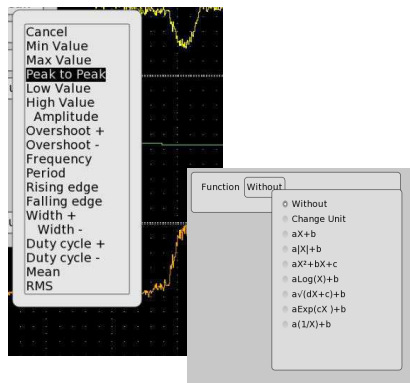 Cancel
Min Value
Max Value
Peak to Peak
Low Value
High Value
Amplitude
Overshoot +
Overshoot -
Frequency
Period
Rising edge
Falling edge
Width +
Width -
Duty cycle +
Duty cycle -
Mean
RMS
Function Without
Without
Change Unit
aX+b
a|X|+b
aX²+bX+c
aLog(X)+b
a√(dX+c)+b
aExp(cX )+b
a(1/X)+b